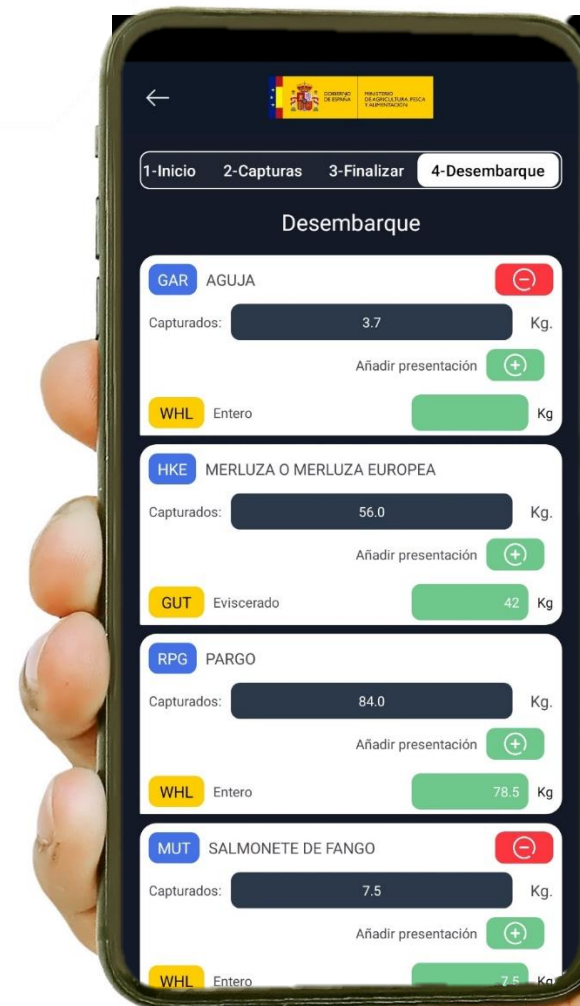 GOBIERNO DE ESPAÑA
MINISTERIO DE AGRICULTURA, PESCA Y ALIMENTACIÓN
1-Inicio 2-Capturas 3-Finalizar 4-Desembarque
Desembarque
GAR AGUJA
Capturados: 3.7 Kg.
Añadir presentación
WHL Entero Kg
HKE MERLUZA O MERLUZA EUROPEA
Capturados: 56.0 Kg.
Añadir presentación
GUT Eviscerado 42 Kg
RPG PARGO
Capturados: 84.0 Kg.
Añadir presentación
WHL Entero 78.5 Kg
MUT SALMONETE DE FANGO
Capturados: 7.5 Kg.
Añadir presentación
WHL Entero 7.5 Kg